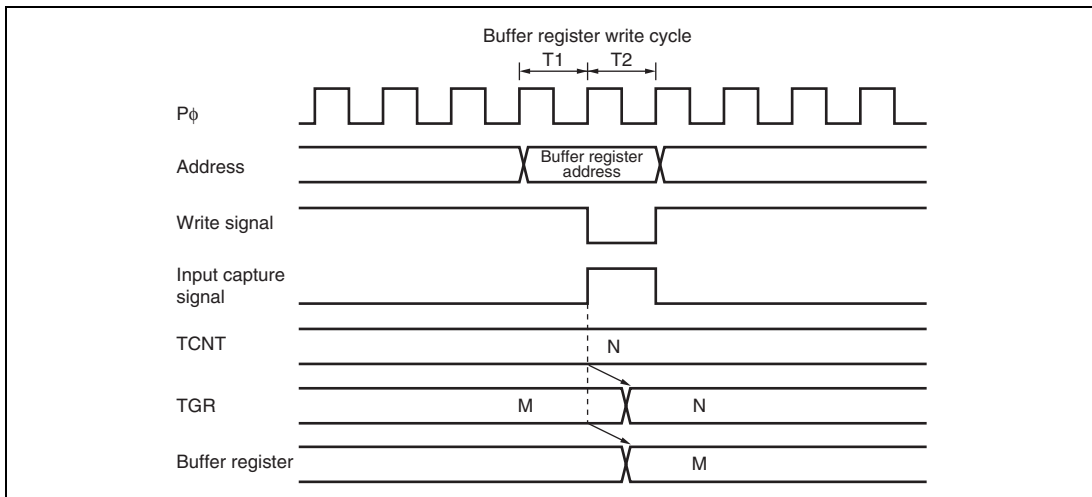 Buffer register write cycle
T1 T2
Pϕ
Address
Buffer register
address
Write signal
Input capture
signal
TCNT
N
TGR
M N
Buffer register
M